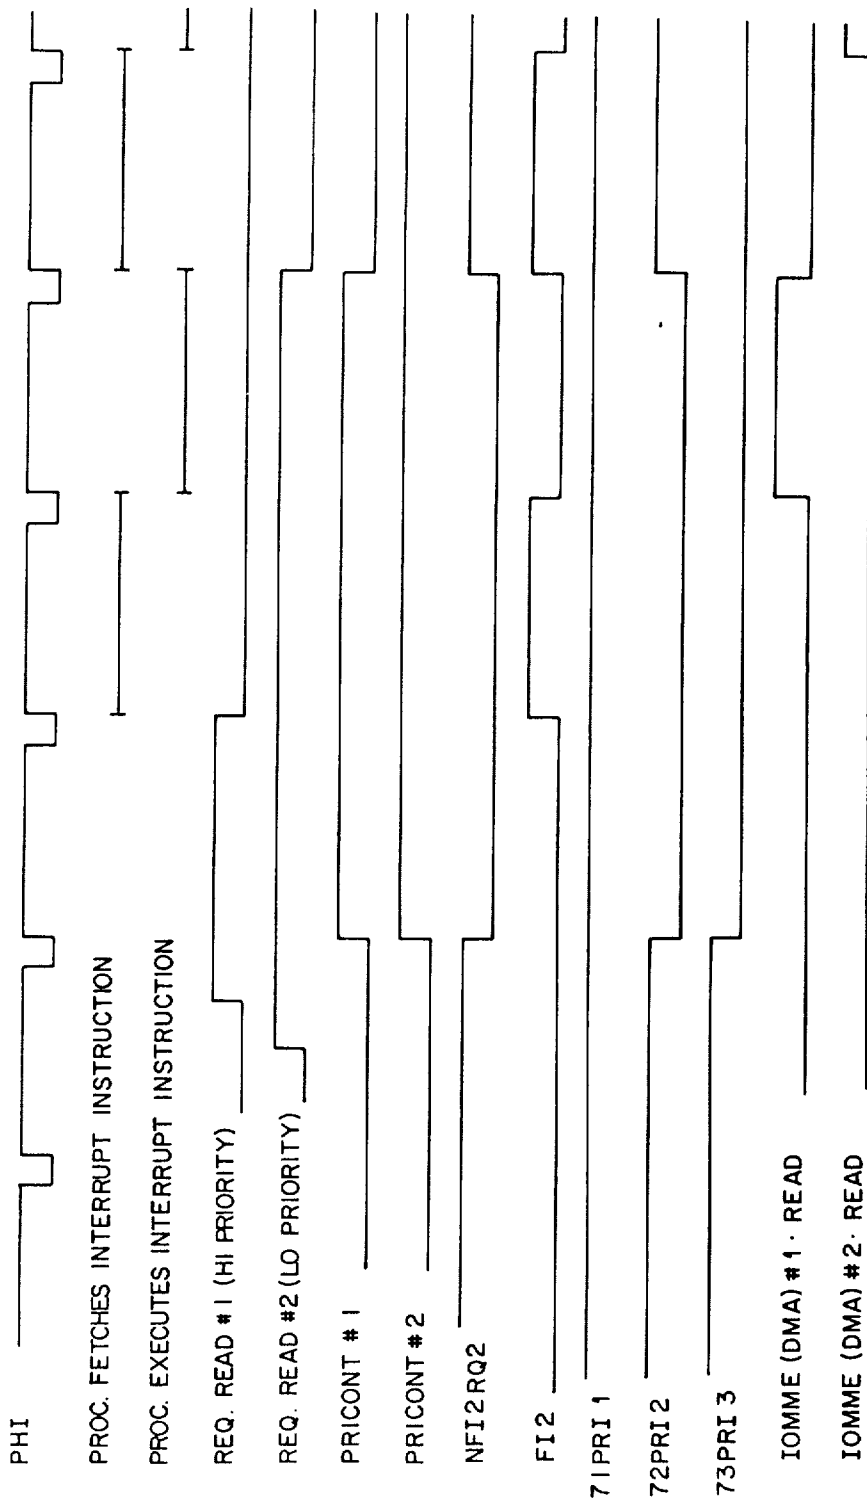 PHI
PROC. FETCHES INTERRUPT INSTRUCTION
PROC. EXECUTES INTERRUPT INSTRUCTION
REQ. READ #1 (HI PRIORITY)
REQ. READ #2 (LO PRIORITY)
PRICONT #1
PRICONT #2
NFI2RQ2
FI2
71PRI1
72PRI2
73PRI3
IOMME (DMA) #1· READ
IOMME (DMA) #2· READ